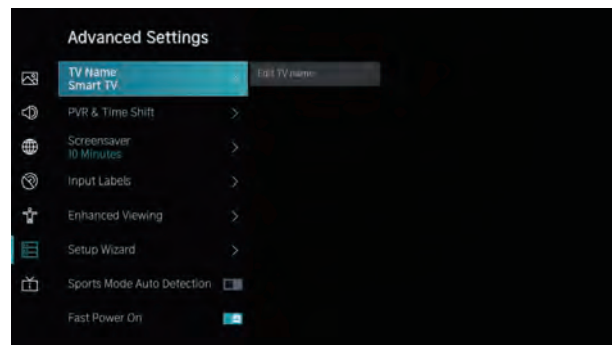 Advanced Settings
TV Name
Smart TV
Edit TV name
PVR & Time Shift
Screensaver
10 Minutes
Input Labels
Enhanced Viewing
Setup Wizard
Sports Mode Auto Detection
Fast Power On